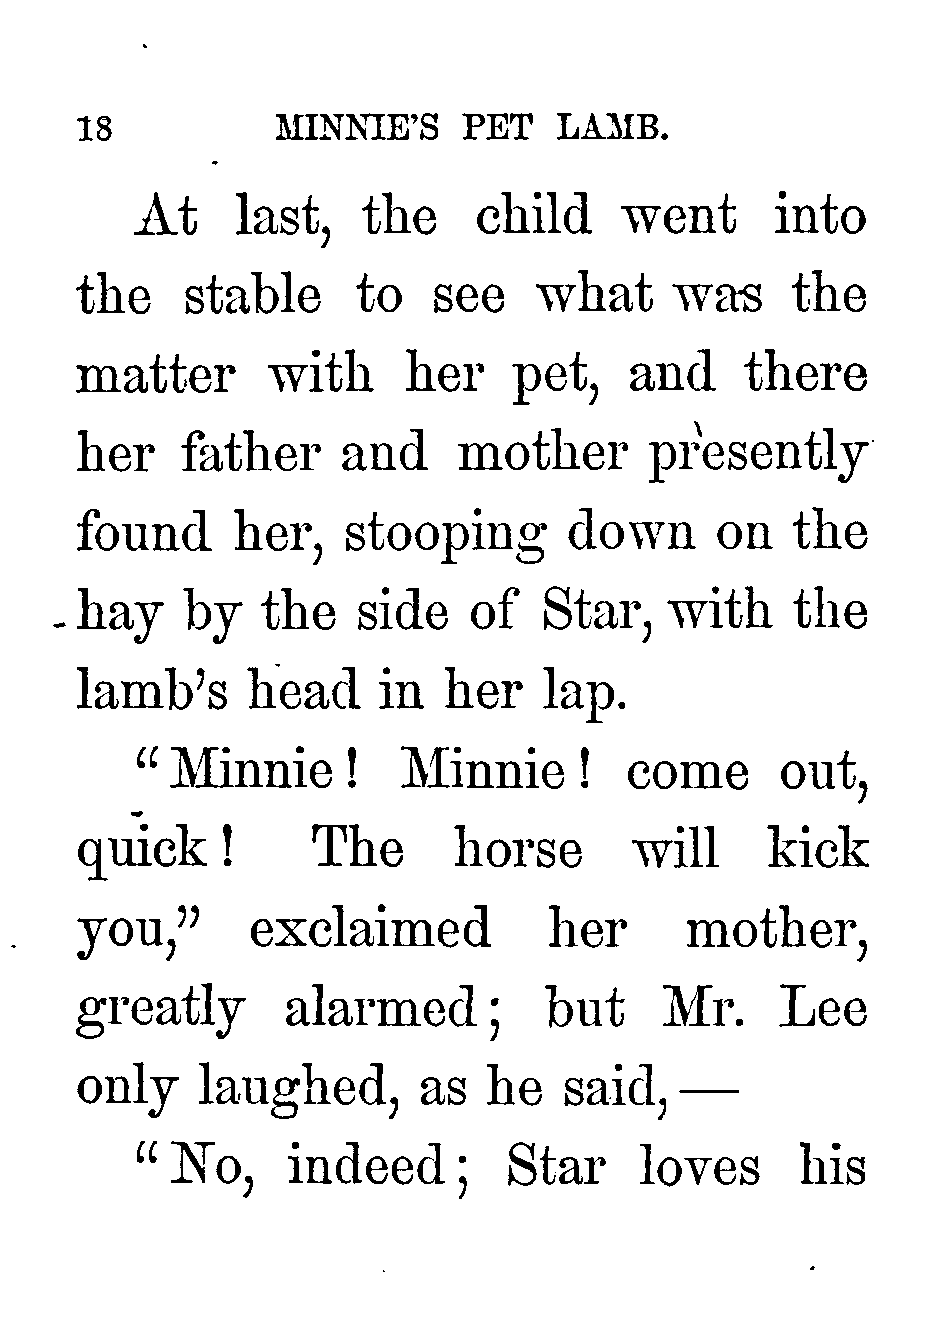 18 MINNIE'S PET LAMB.
At last, the child went into
the stable to see what was the
matter with her pet, and there
her father and mother presently
found her, stooping down on the
hay by the side of Star, with the
lamb's head in her lap.
"Minnie! Minnie! come out,
quick! The horse will kick
you," exclaimed her mother,
greatly alarmed; but Mr. Lee
only laughed, as he said,—
"No, indeed; Star loves his